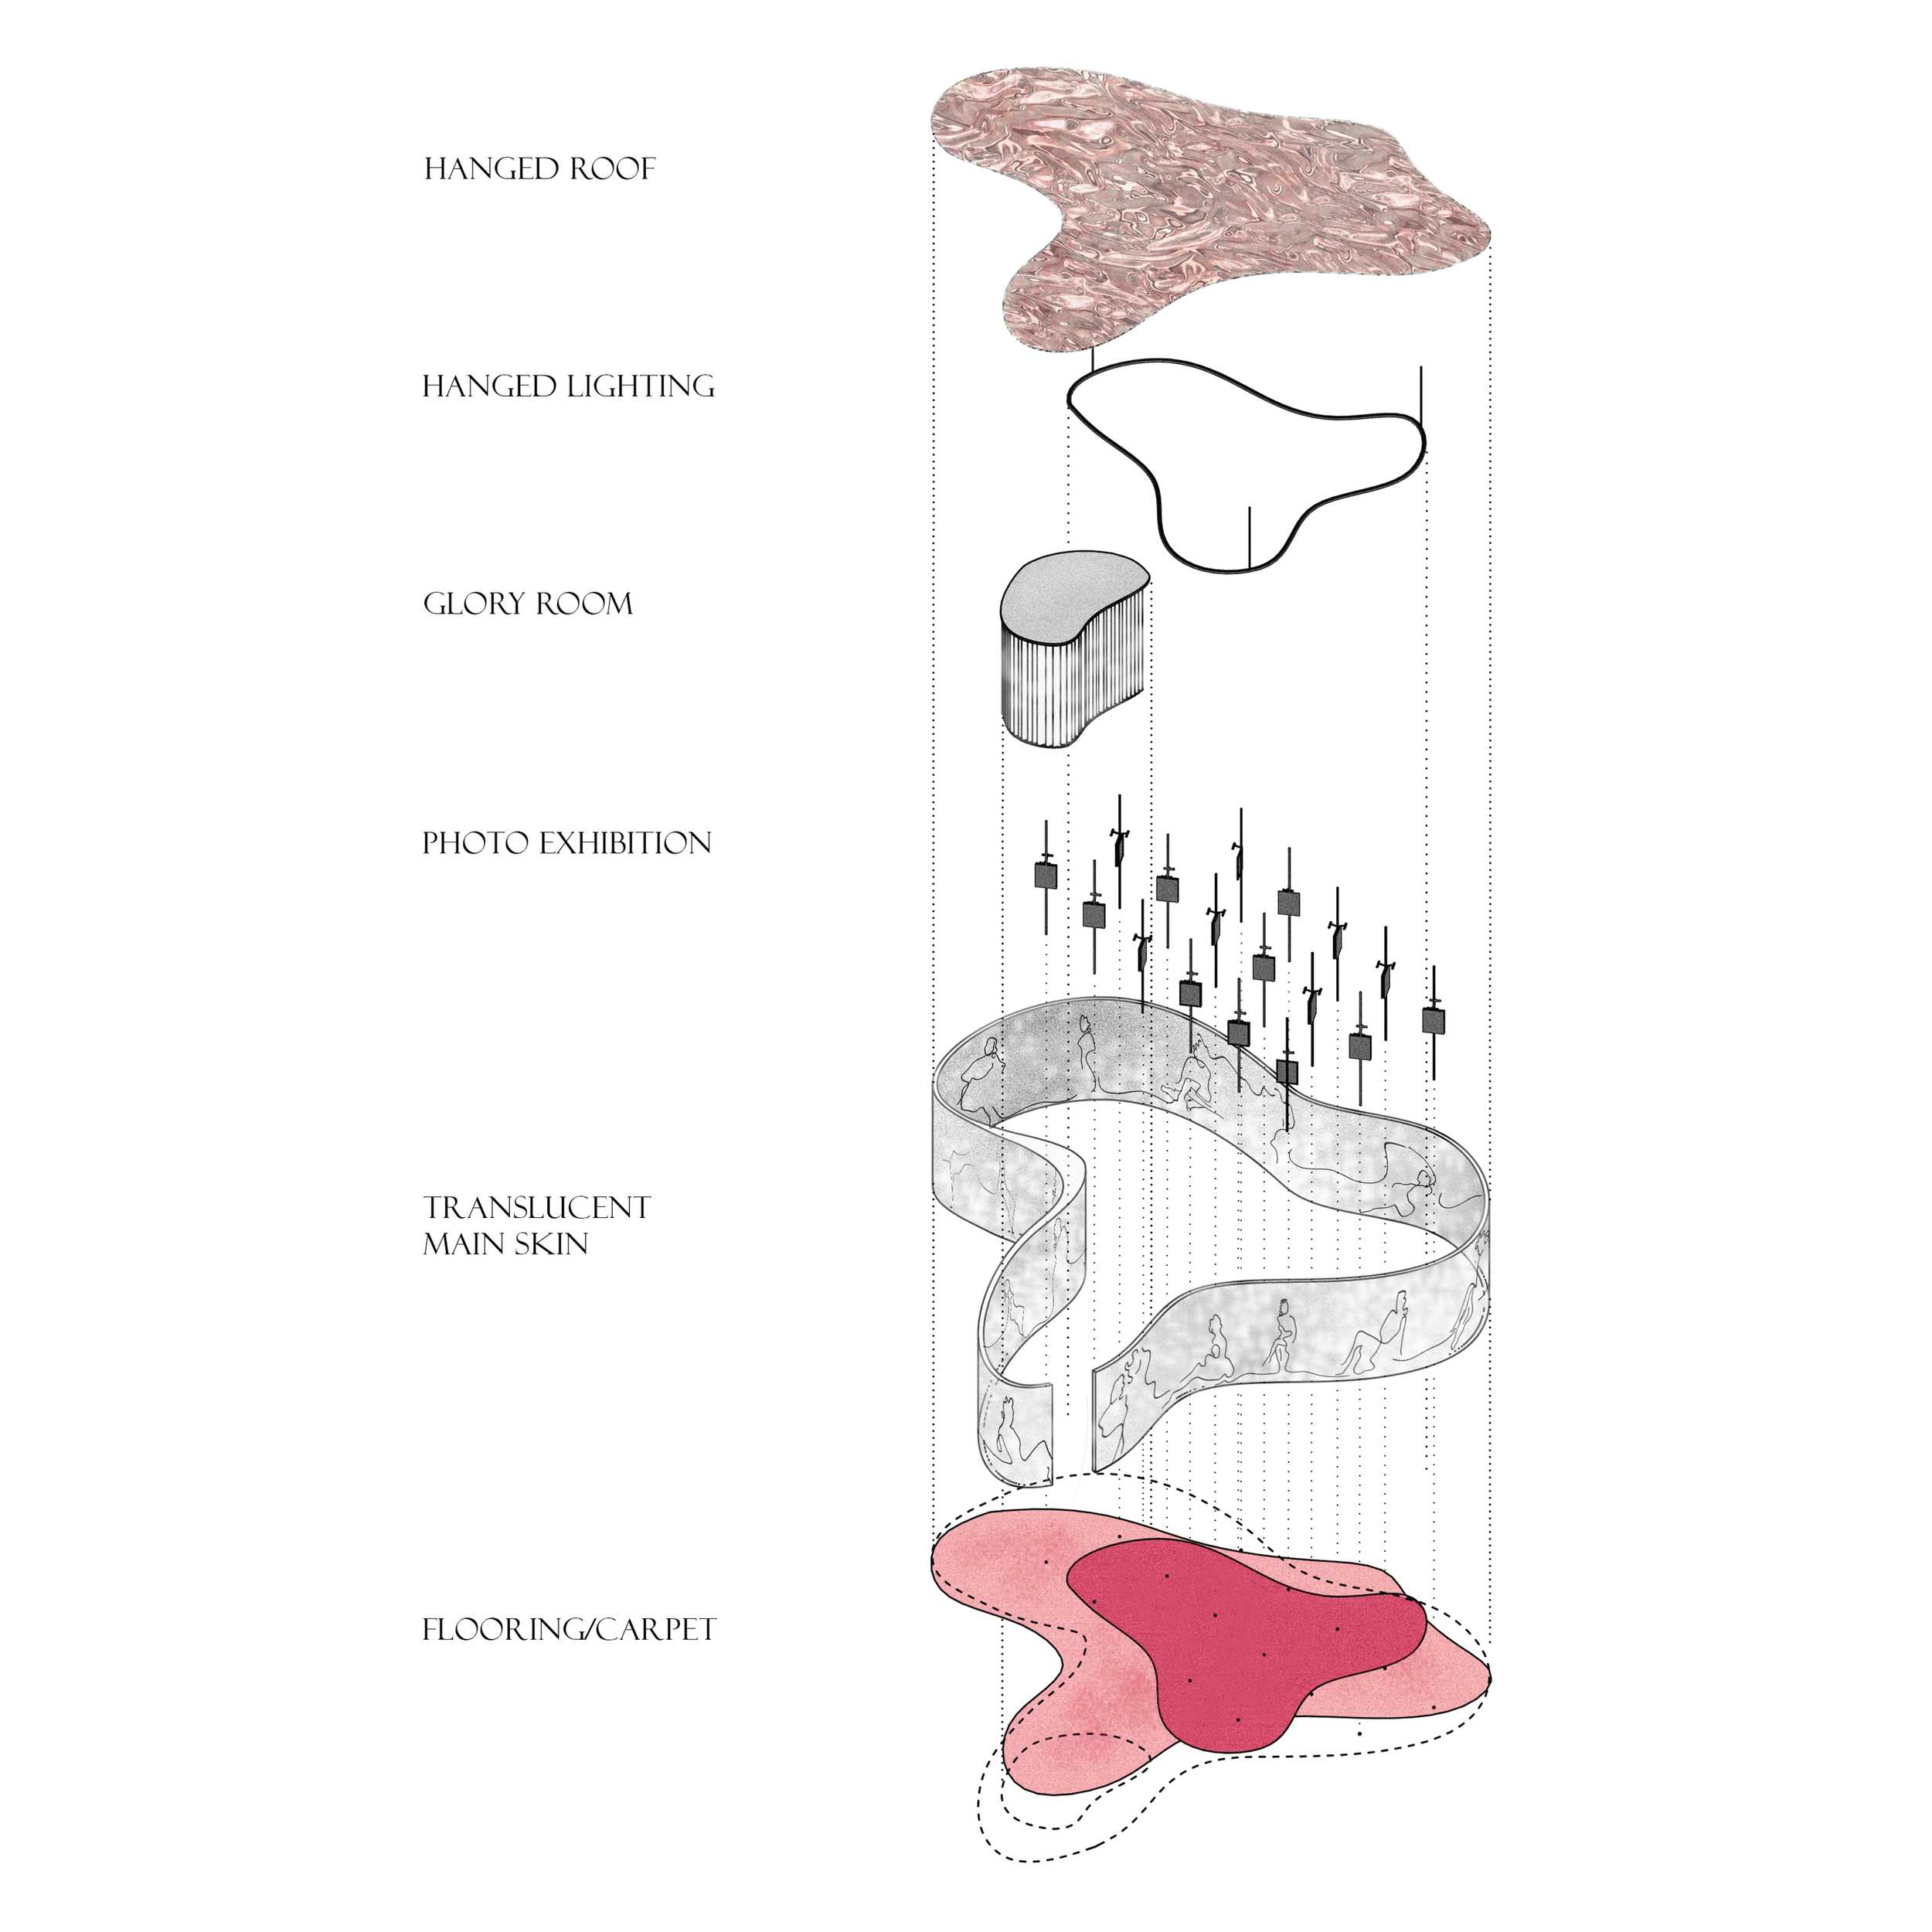 HANGED ROOF
HANGED LIGHTING
GLORY ROOM
PHOTO EXHIBITION
TRANSLUCENT
MAIN SKIN
FLOORING/CARPET